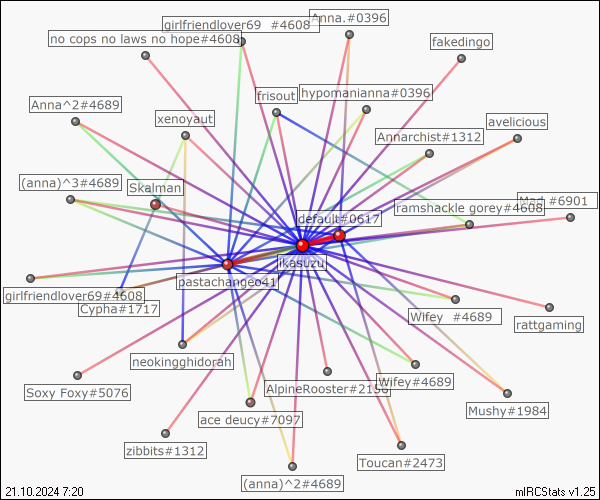 girlfriendlover69 #4608
Anna.#0396
no cops no laws no hope#4608
fakedingo
frisout
hypomanianna#0396
Anna^2#4689
xenoyaut
avelicious
Annarchist#1312
(anna)^3#4689
Skalman
Mad #6901
ramshackle gorey#4608
default#0617
ikasuzu
pastachangeo41
girlfriendlover69#4608
Cypha#1717
Wifey #4689
rattgaming
neokingghidorah
Wifey#4689
Soxy Foxy#5076
Mushy#1984
ace deucy#7097
zibbits#1312
Toucan#2473
(anna)^2#4689
21.10.2024 7:20
mIRCStats v1.25